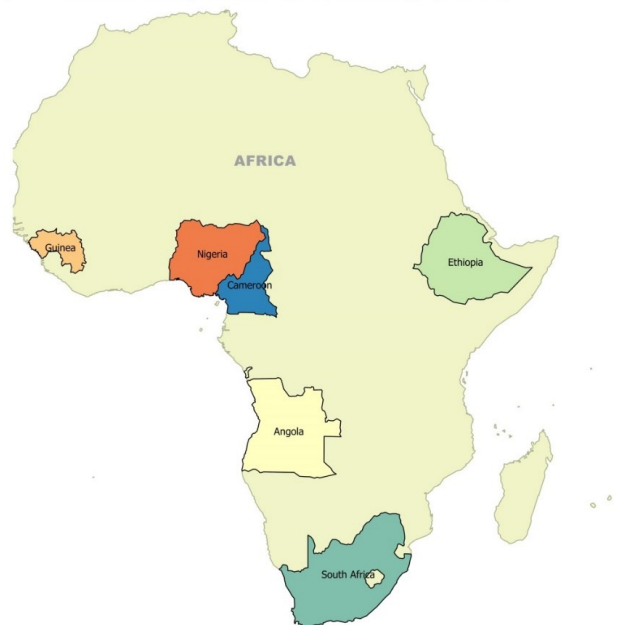 AFRICA
Guinea
Nigeria
Ethiopia
Cameroon
Angola
South Africa